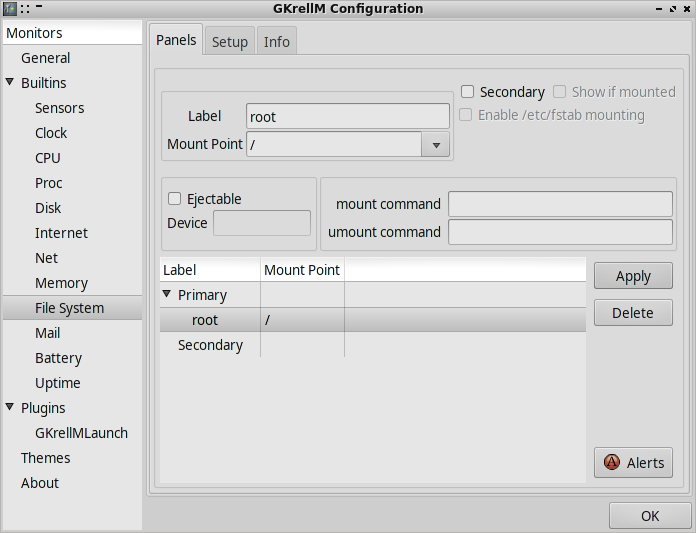 GKrellM Configuration
Monitors
General
Builtins
Sensors
Clock
CPU
Proc
Disk
Internet
Net
Memory
File System
Mail
Battery
Uptime
Plugins
GKrellMLaunch
Themes
About
Panels Setup Info
Label root
Mount Point /
Secondary Show if mounted
Enable /etc/fstab mounting
Ejectable
Device
mount command
umount command
Label Mount Point
Primary
root /
Secondary
Apply
Delete
Alerts
OK